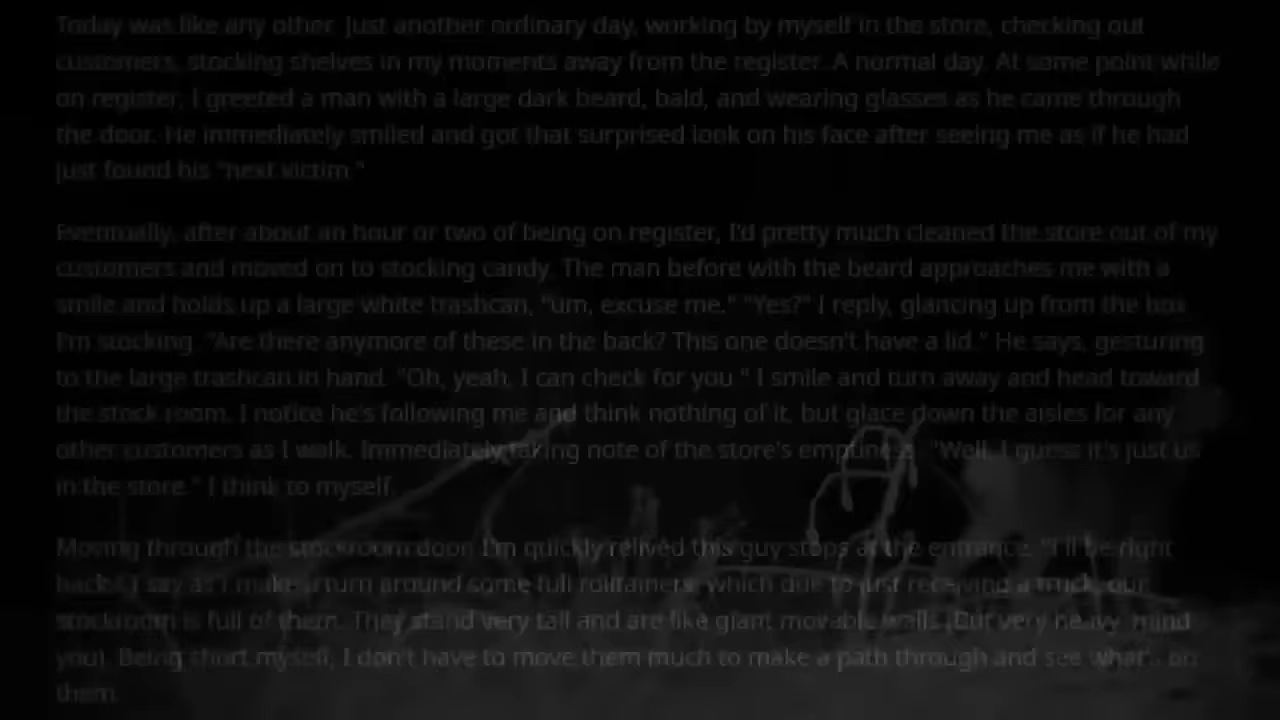 Today was like any other. Just another ordinary day, working by myself in the store, checking out
customers, stocking shelves in my moments away from the register. A normal day. At some point while
on register, I greeted a man with a large dark beard, bald, and wearing glasses as he came through
the door. He immediately smiled and got that surprised look on his face after seeing me as if he had
just found his "next victim."
Eventually, after about an hour or two of being on register, I'd pretty much cleaned the store out of my
customers and moved on to stocking candy. The man before with the beard approaches me with a
smile and holds up a large white trashcan, "um, excuse me." "Yes?" I reply, glancing up from the box
I'm stocking. "Are there anymore of these in the back? This one doesn't have a lid." He says, gesturing
to the large trashcan in hand. "Oh, yeah, I can check for you." I smile and turn away and head toward
the stock room. I notice he's following me and think nothing of it, but glace down the aisles for any
other customers as I walk. Immediately taking note of the store's emptiness. "Well, I guess it's just us
in the store." I think to myself.
Moving through the stockroom door, I'm quickly relived this guy stops at the entrance. "I'll be right
back." I say as I make a turn around some full rolltainers, which due to just receiving a truck, our
stockroom is full of them. They stand very tall and are like giant movable walls (But very heavy, mind
you). Being short myself, I don't have to move them much to make a path through and see what's on
them.